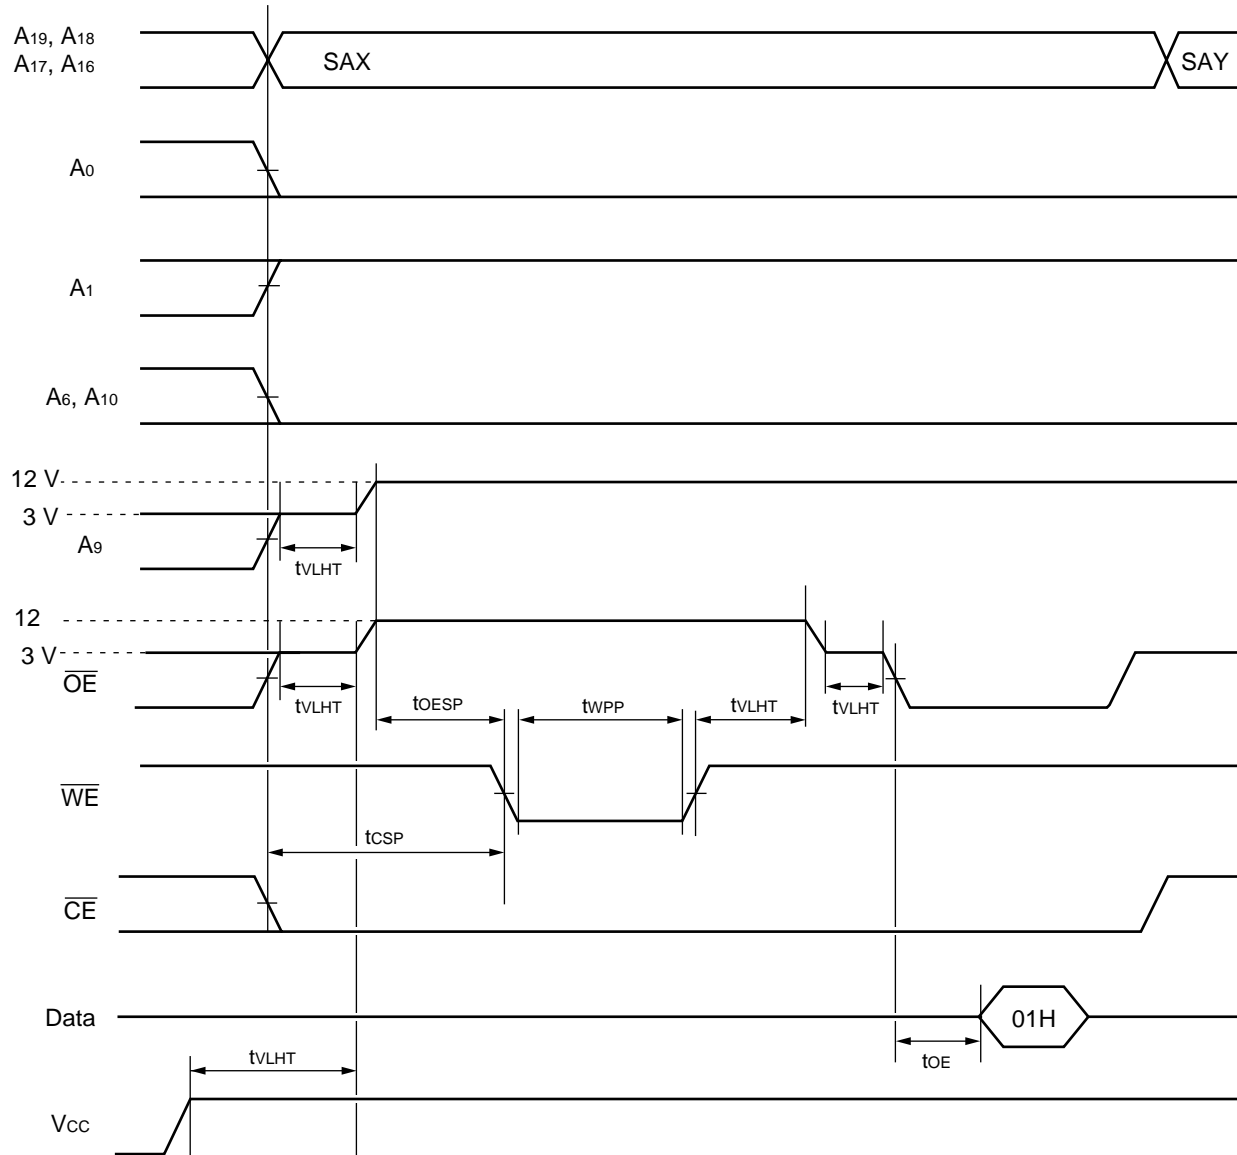 A19, A18
A17, A16
SAX
SAY
A0
A1
A6, A10
12 V
3 V
A9
tVLHT
12
3 V
OE
tVLHT
tOESP
tWPP
tVLHT
tVLHT
WE
tCSP
CE
Data
01H
tOE
tVLHT
VCC